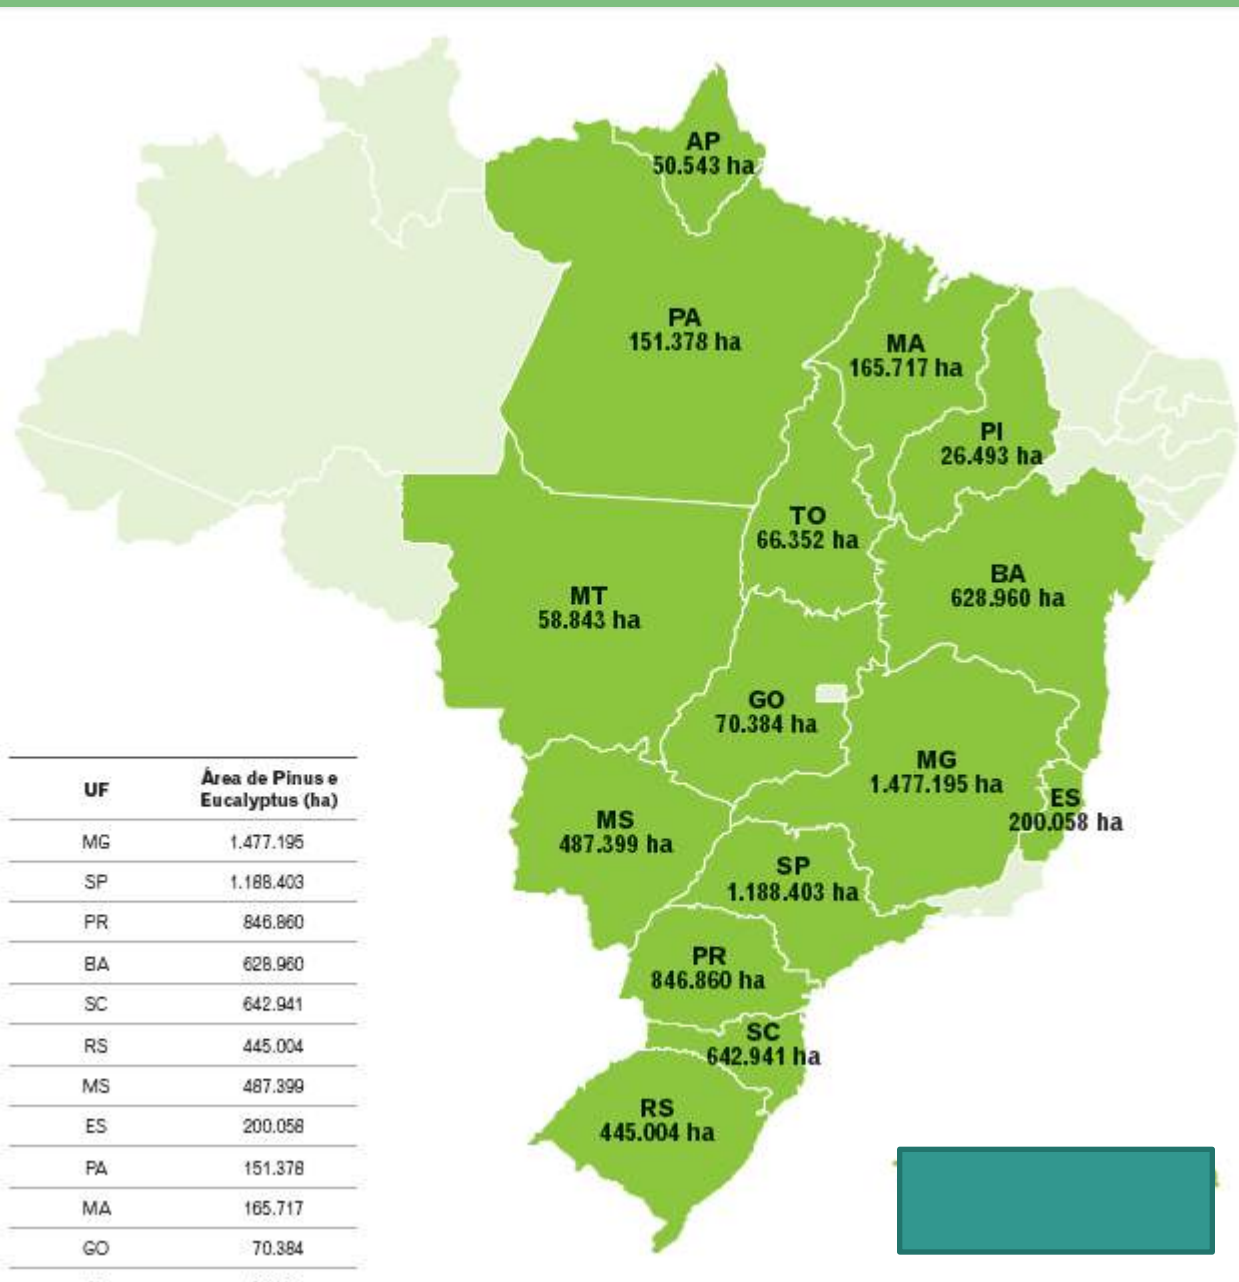 AP
50.543 ha
PA
151.378 ha
MA
165.717 ha
PI
26.493 ha
TO
66.352 ha
BA
628.960 ha
MT
58.843 ha
GO
70.384 ha
MG
1.477.195 ha
ES
200.058 ha
MS
487.399 ha
SP
1.188.403 ha
PR
846.860 ha
SC
642.941 ha
RS
445.004 ha
UF Área de Pinus e
Eucalyptus (ha)
MG 1.477.195
SP 1.188.403
PR 846.860
BA 628.960
SC 642.941
RS 445.004
MS 487.399
ES 200.058
PA 151.378
MA 165.717
GO 70.384